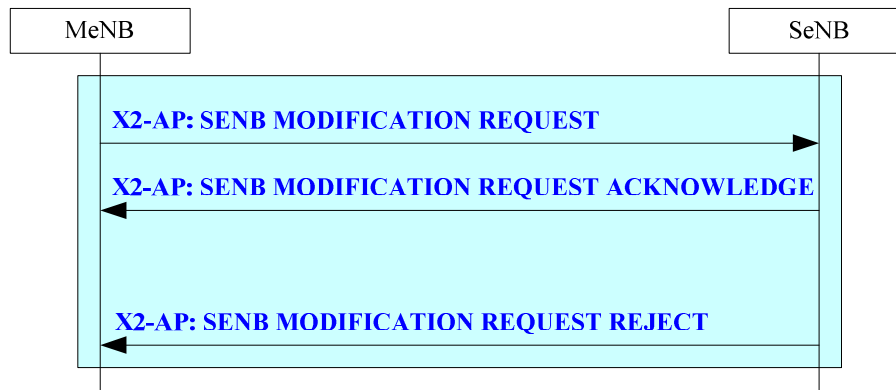 MeNB
SeNB
X2-AP: SENB MODIFICATION REQUEST
X2-AP: SENB MODIFICATION REQUEST ACKNOWLEDGE
X2-AP: SENB MODIFICATION REQUEST REJECT